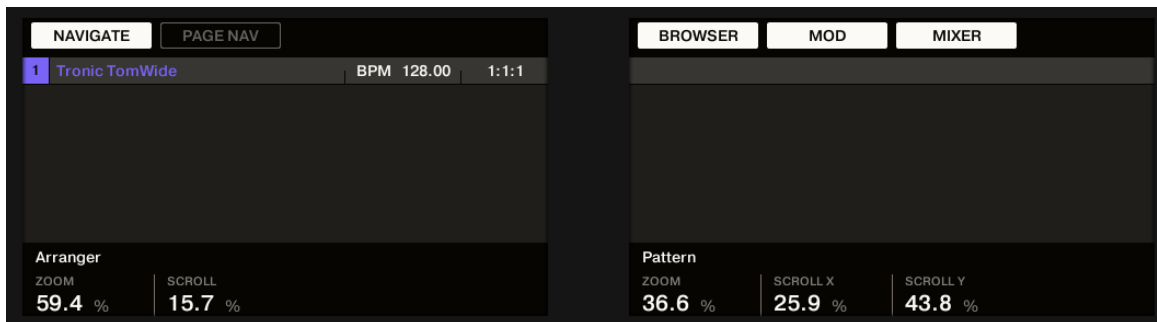 NAVIGATE PAGE NAV
1 Tronic TomWide BPM 128.00 1:1:1
Arranger
ZOOM SCROLL
59.4 % 15.7 %
BROWSER MOD MIXER
Pattern
ZOOM SCROLL X SCROLL Y
36.6 % 25.9 % 43.8 %